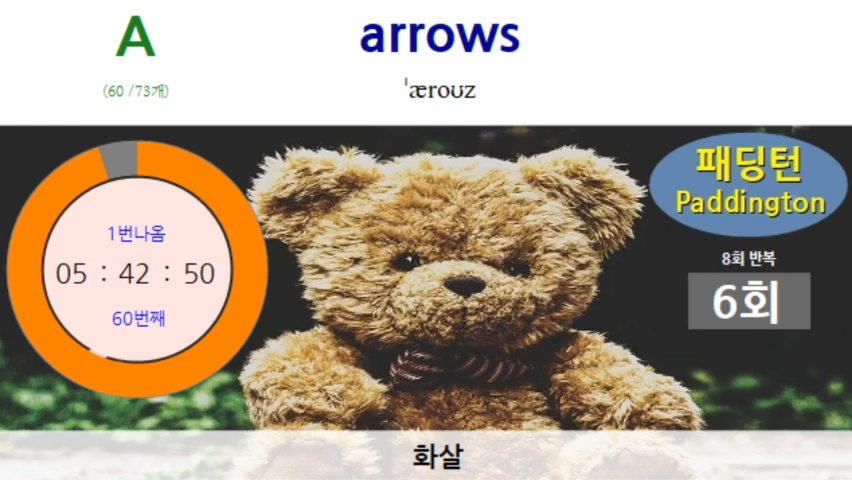 A
(60 /73개)
arrows
ˈæroʊz
1번나옴
05 : 42 : 50
60번째
패딩턴
Paddington
8회 반복
6회
화살